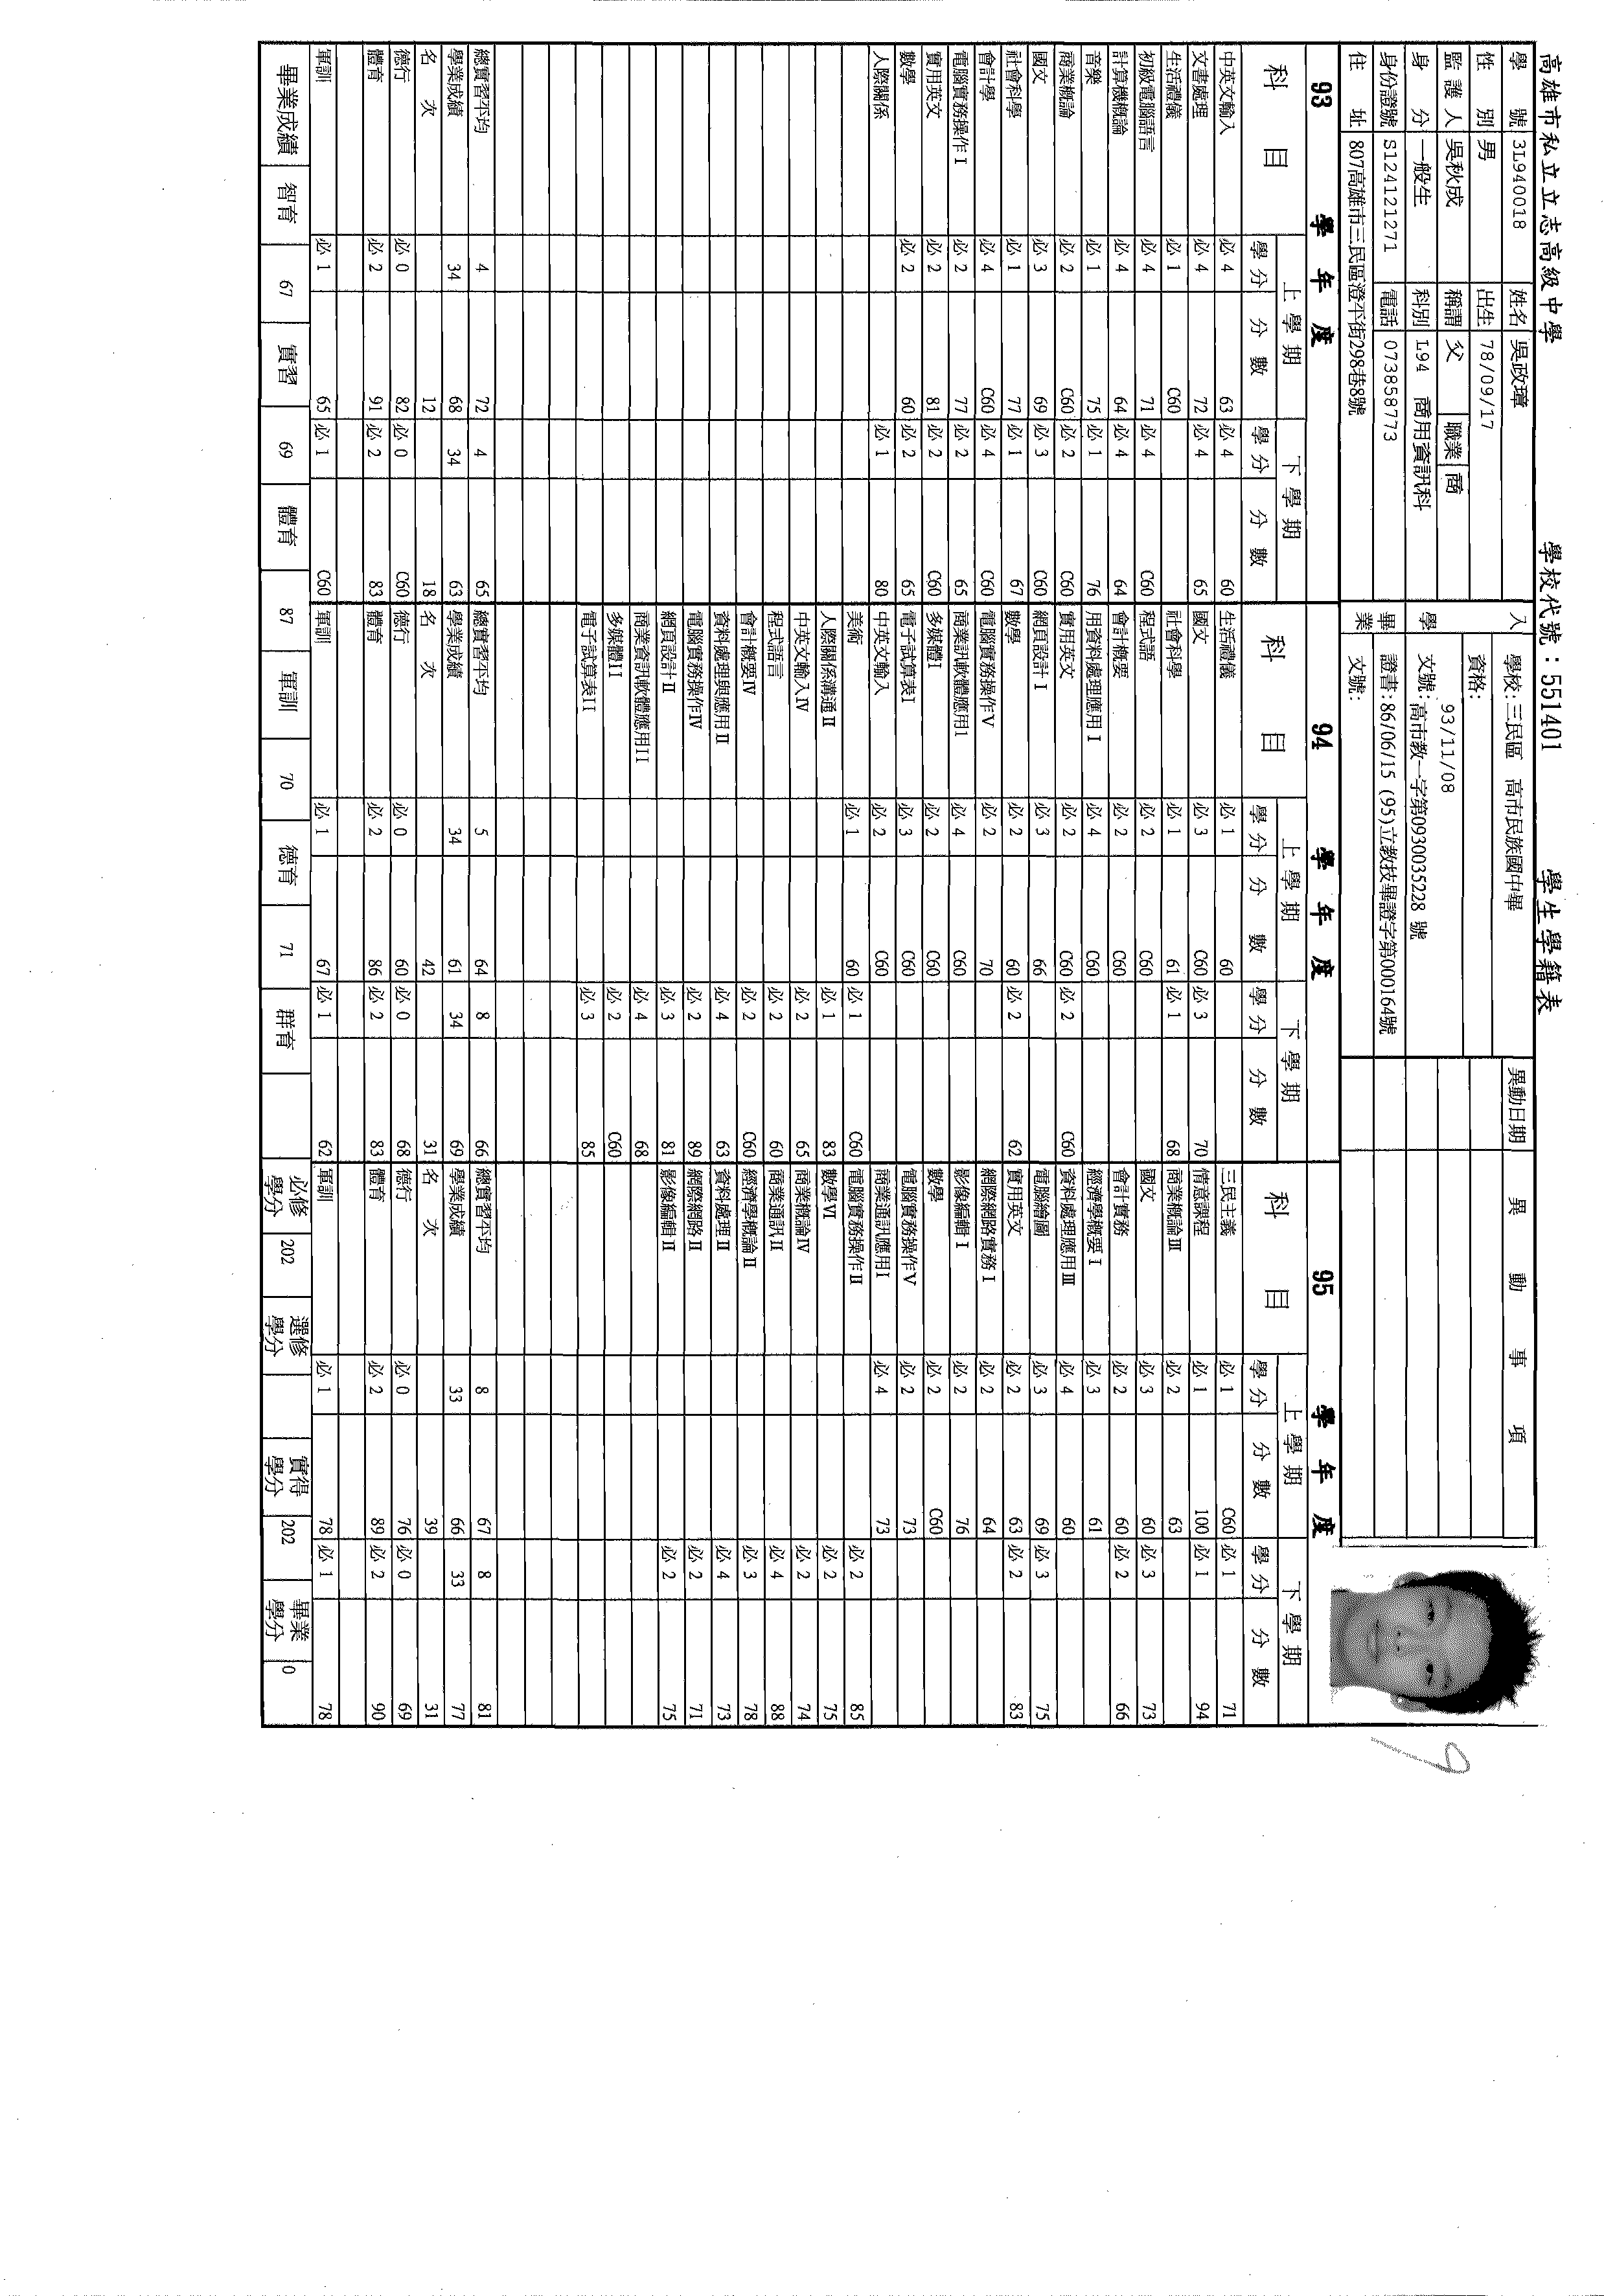 高雄市私立立志高級中學 學校代號：551401 學生學籍表
學號 3L940018 姓名 吳政璋 入 學校：三民區 高市民族國中畢 異動日期 異動事項
性別 男 出生 78/09/17 資格：
監護人 吳秋成 稱謂 父 職業 商 93/11/08
身分 一般生 科別 L94 商用資訊科 學 文號：高市教一字第0930035228 號
身份證號 S124121271 電話 073858773 畢 證書：86/06/15 (95)立教技畢證字第000164號
住址 807高雄市三民區澄平街298巷8號 業 文號：
93 學年度 94 學年度 95 學年度
科目 上學期 下學期 科目 上學期 下學期 科目 上學期 下學期
學分 分數 學分 分數 學分 分數 學分 分數 學分 分數 學分 分數
中英文輸入 必 4 63 必 4 60 生活禮儀 必 1 60 三民主義 必 1 C60 必 1 71
文書處理 必 4 72 必 4 65 國文 必 3 C60 必 3 70 情意課程 必 1 100 必 1 94
生活禮儀 必 1 C60 社會科學 必 1 61 必 1 68 商業概論Ⅲ 必 2 63
初級電腦語言 必 4 71 必 4 C60 程式語 必 2 C60 國文 必 3 60 必 3 73
計算機概論 必 4 64 必 4 64 會計概要 必 2 C60 會計實務 必 2 60 必 2 66
音樂 必 1 75 必 1 76 用資料處理應用Ⅰ 必 4 C60 經濟學概要Ⅰ 必 3 61
商業概論 必 2 C60 必 2 C60 實用英文 必 2 C60 必 2 C60 資料處理應用Ⅲ 必 4 60
國文 必 3 69 必 3 C60 網頁設計Ⅰ 必 3 66 電腦繪圖 必 3 69 必 3 75
社會科學 必 1 77 必 1 67 數學 必 2 60 必 2 62 實用英文 必 2 63 必 2 83
會計學 必 4 C60 必 4 C60 電腦實務操作Ⅴ 必 2 70 網際網路實務Ⅰ 必 2 64
電腦實務操作Ⅰ 必 2 77 必 2 65 商業訊軟體應用1 必 4 C60 影像編輯Ⅰ 必 2 76
實用英文 必 2 81 必 2 C60 多媒體I 必 2 C60 數學 必 2 C60
數學 必 2 60 必 2 65 電子試算表I 必 3 C60 電腦實務操作Ⅴ 必 2 73
人際關係 必 1 80 中英文輸入 必 2 C60 商業通訊應用I 必 4 73
美術 必 1 60 必 1 C60 電腦實務操作Ⅱ 必 2 85
人際關係溝通Ⅱ 必 1 83 數學VI 必 2 75
中英文輸入Ⅳ 必 2 65 商業概論Ⅳ 必 2 74
程式語言 必 2 60 商業通訊Ⅱ 必 4 88
會計概要Ⅳ 必 2 C60 經濟學概論Ⅱ 必 3 78
資料處理與應用Ⅱ 必 4 63 資料處理Ⅱ 必 4 73
電腦實務操作Ⅳ 必 2 89 網際網路Ⅱ 必 2 71
網頁設計Ⅱ 必 3 81 影像編輯Ⅱ 必 2 75
商業資訊軟體應用II 必 4 68
多媒體II 必 2 C60
電子試算表II 必 3 85
總實習平均 4 72 4 65 總實習平均 5 64 8 66 總實習平均 8 67 8 81
學業成績 34 68 34 63 學業成績 34 61 34 69 學業成績 33 66 33 77
名次 12 18 名次 42 31 名次 39 31
德行 必 0 82 必 0 C60 德行 必 0 60 必 0 68 德行 必 0 76 必 0 69
體育 必 2 91 必 2 83 體育 必 2 86 必 2 83 體育 必 2 89 必 2 90
軍訓 必 1 65 必 1 C60 軍訓 必 1 67 必 1 62 軍訓 必 1 78 必 1 78
畢業成績 智育 67 實習 69 體育 87 軍訓 70 德育 71 群育 必修學分 202 選修學分 實得學分 202 畢業學分 0
9